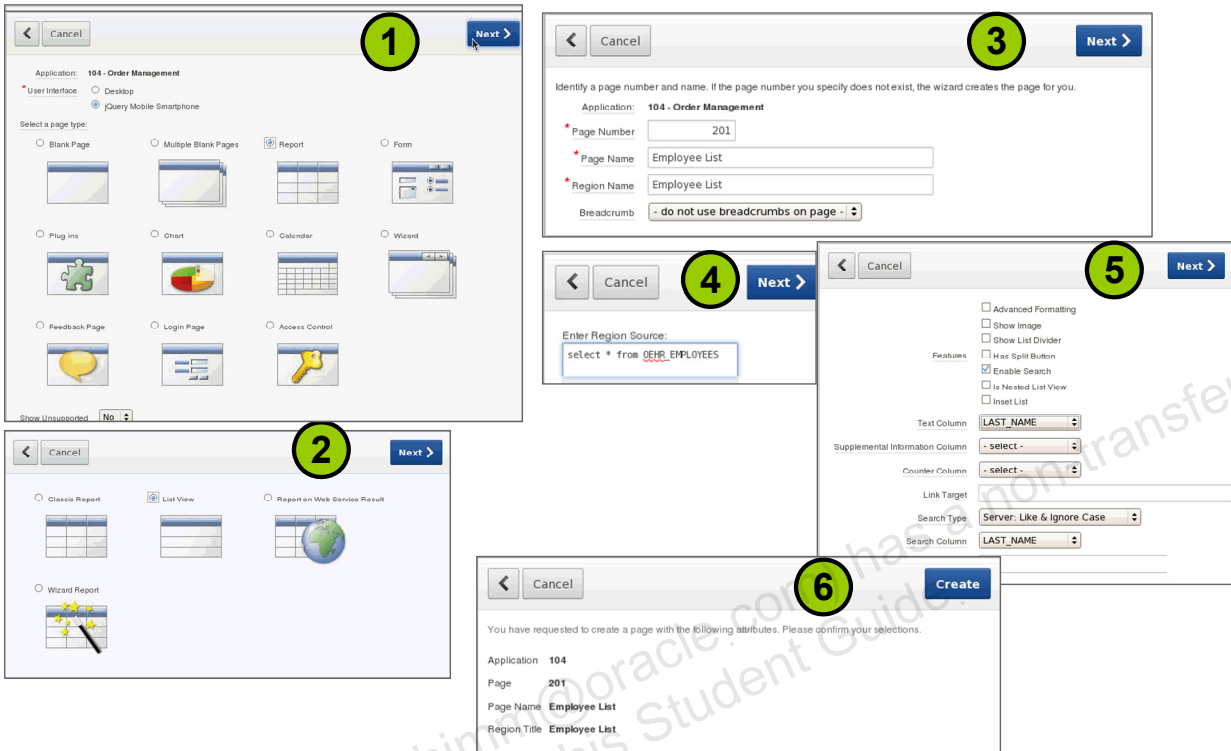 1
Cancel
Next
Application: 104 - Order Management
* User Interface
Desktop
jQuery Mobile Smartphone
Select a page type:
Blank Page
Multiple Blank Pages
Report
Form
Plug ins
Chart
Calendar
Wizard
Feedback Page
Login Page
Access Control
Show Unsupported No
2
Cancel
Next
Classic Report
List View
Report on Web Service Result
Wizard Report
3
Cancel
Next
Identify a page number and name. If the page number you specify does not exist, the wizard creates the page for you.
Application: 104 - Order Management
* Page Number 201
* Page Name Employee List
* Region Name Employee List
Breadcrumb - do not use breadcrumbs on page -
4
Cancel
Next
Enter Region Source:
select * from OEHR_EMPLOYEES
5
Cancel
Next
Features
Advanced Formatting
Show Image
Show List Divider
Has Split Button
Enable Search
Is Nested List View
Inset List
Text Column LAST_NAME
Supplemental Information Column - select -
Counter Column - select -
Link Target
Search Type Server: Like & Ignore Case
Search Column LAST_NAME
6
Cancel
Create
You have requested to create a page with the following attributes. Please confirm your selections.
Application 104
Page 201
Page Name Employee List
Region Title Employee List
oracle.com) has a non-transfer
his Student Guide.